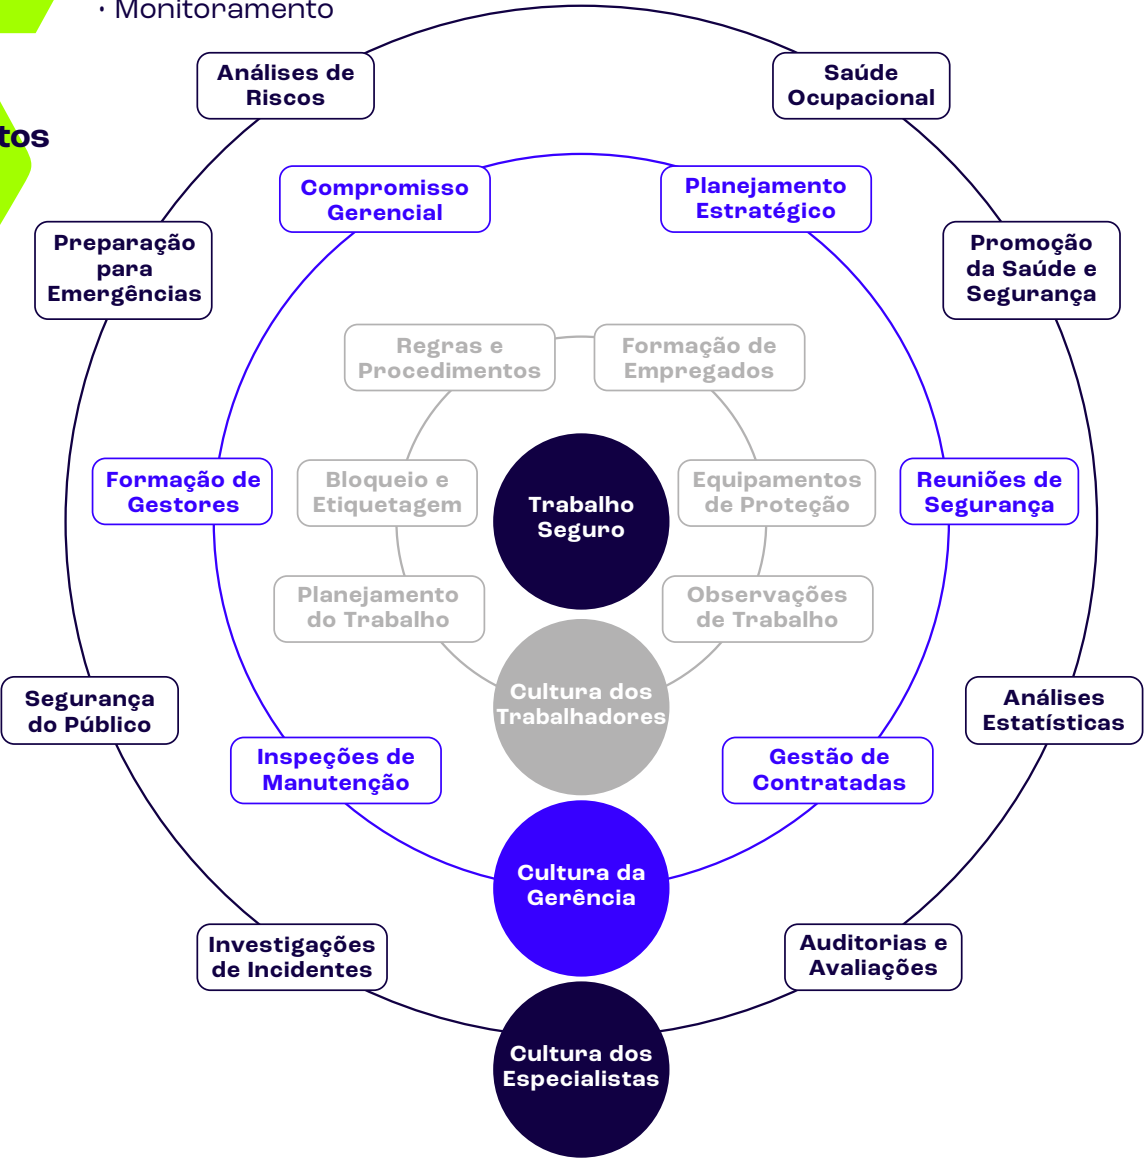 · Monitoramento
tos
Análises de
Riscos
Saúde
Ocupacional
Compromisso
Gerencial
Planejamento
Estratégico
Preparação
para
Emergências
Promoção
da Saúde e
Segurança
Regras e
Procedimentos
Formação de
Empregados
Formação de
Gestores
Bloqueio e
Etiquetagem
Trabalho
Seguro
Equipamentos
de Proteção
Reuniões de
Segurança
Planejamento
do Trabalho
Observações
de Trabalho
Cultura dos
Trabalhadores
Segurança
do Público
Análises
Estatísticas
Inspeções de
Manutenção
Gestão de
Contratadas
Cultura da
Gerência
Investigações
de Incidentes
Auditorias e
Avaliações
Cultura dos
Especialistas